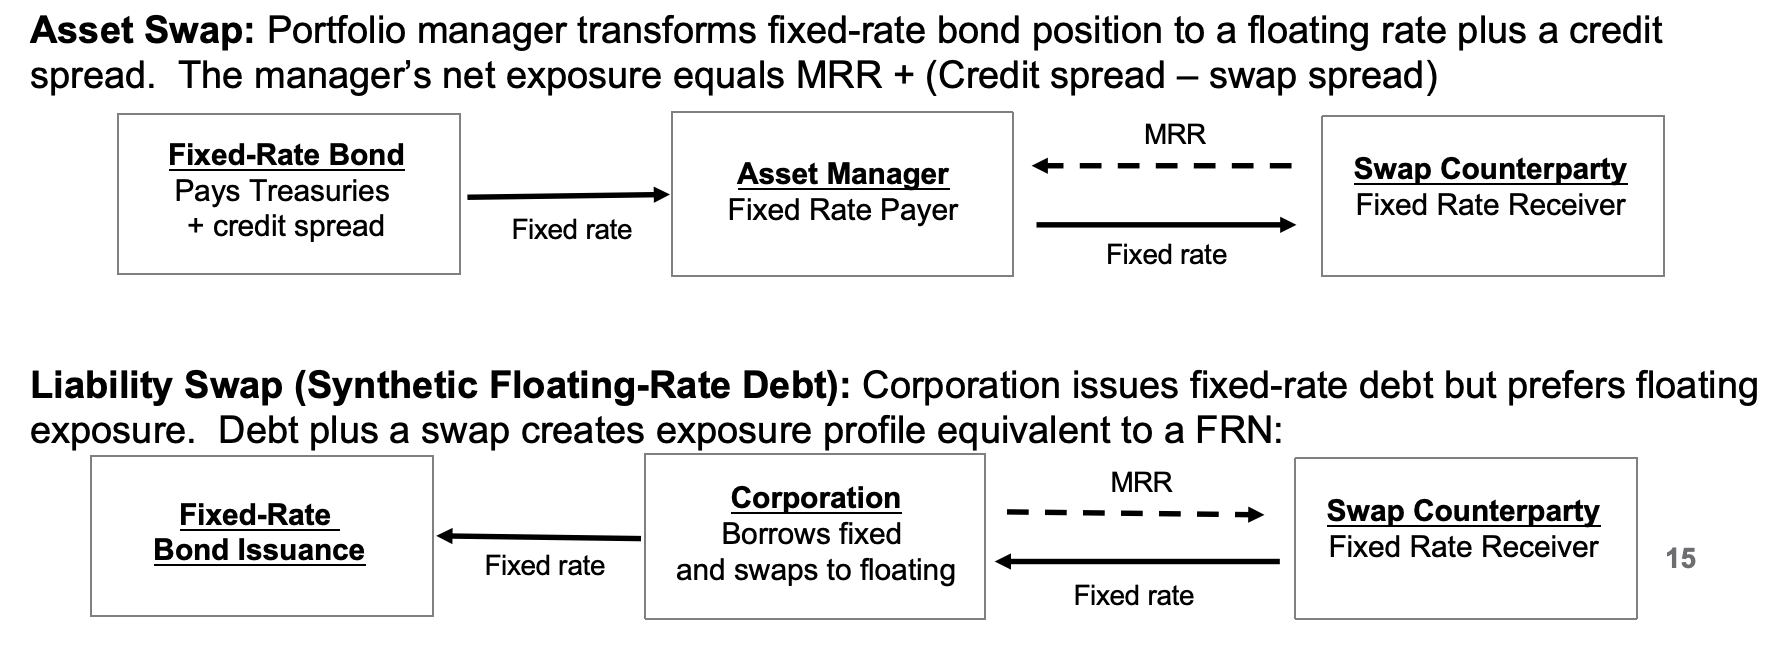 Asset Swap: Portfolio manager transforms fixed-rate bond position to a floating rate plus a credit
spread.  The manager’s net exposure equals MRR + (Credit spread – swap spread)
Fixed-Rate Bond
Pays Treasuries
+ credit spread
Fixed rate
Asset Manager
Fixed Rate Payer
MRR
Fixed rate
Swap Counterparty
Fixed Rate Receiver
Liability Swap (Synthetic Floating-Rate Debt): Corporation issues fixed-rate debt but prefers floating
exposure.  Debt plus a swap creates exposure profile equivalent to a FRN:
Fixed-Rate
Bond Issuance
Fixed rate
Corporation
Borrows fixed
and swaps to floating
MRR
Fixed rate
Swap Counterparty
Fixed Rate Receiver
15